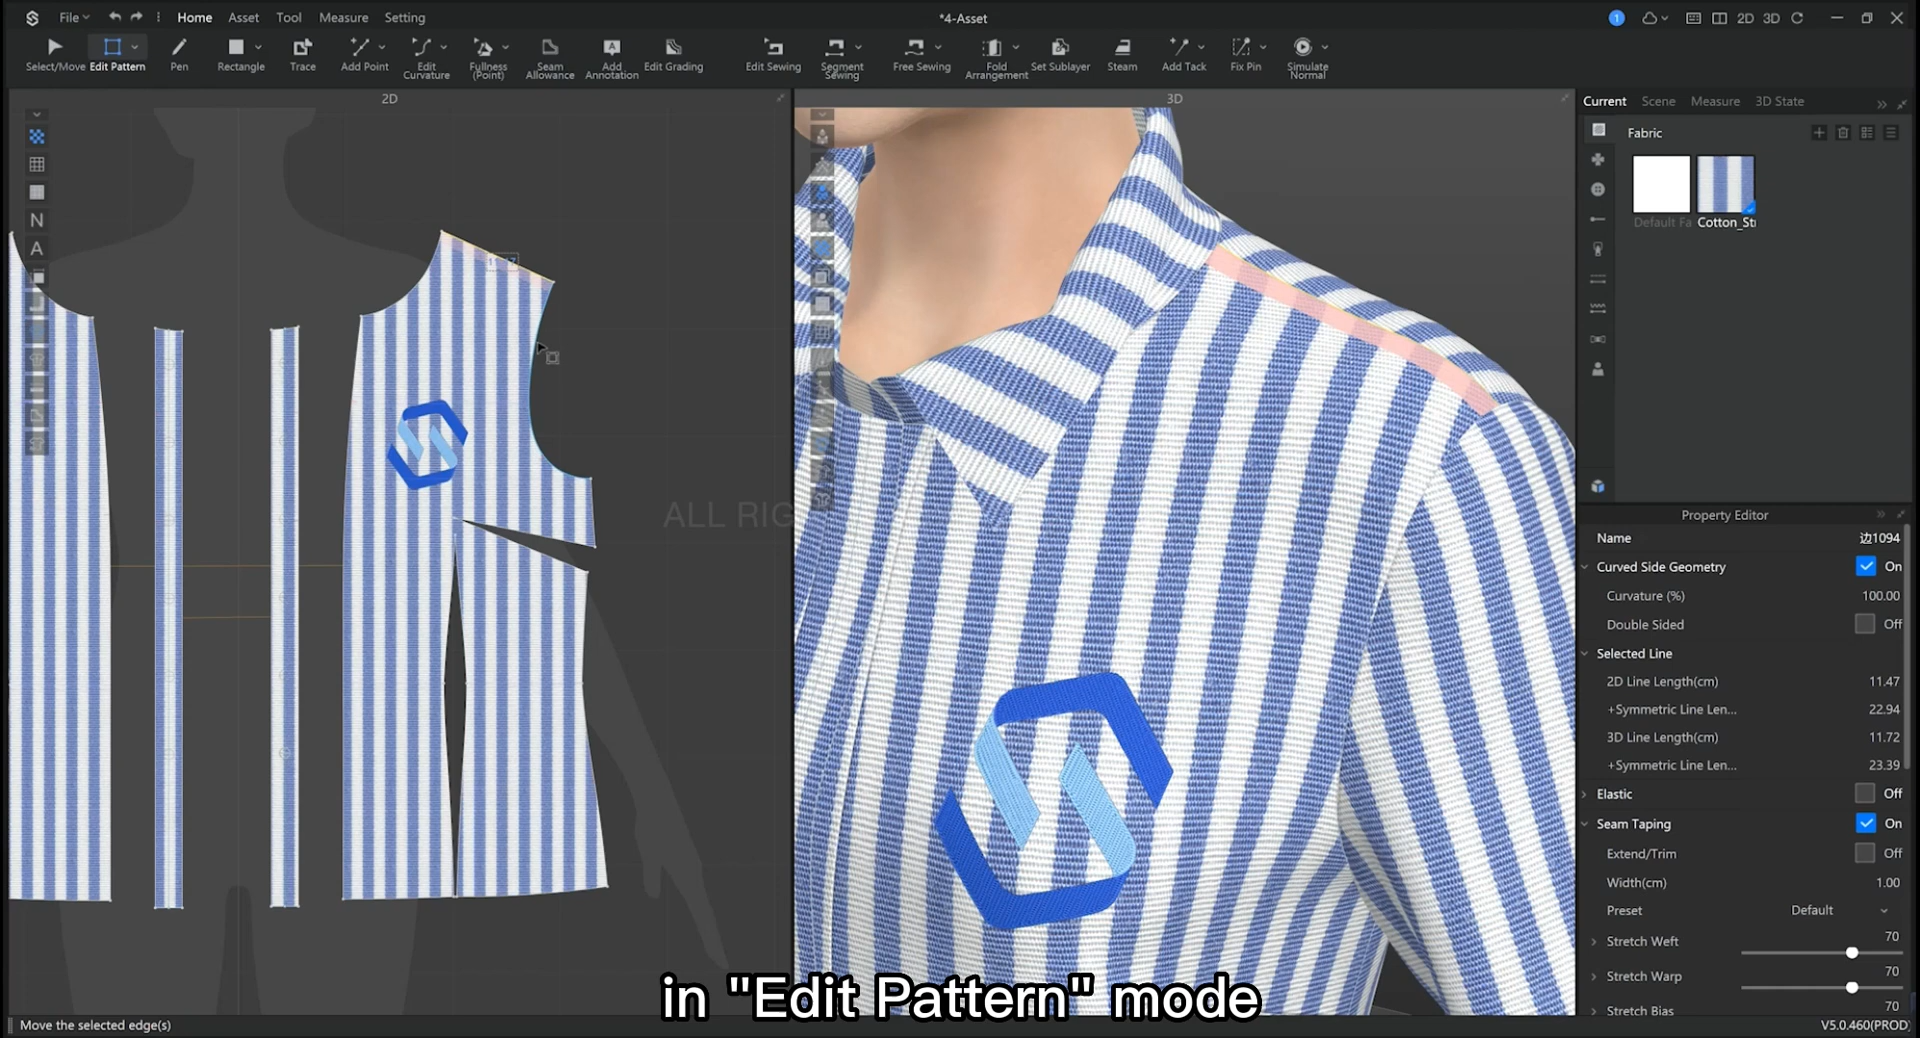 File Home Asset Tool Measure Setting
*4-Asset
1 2D 3D
Select/Move Edit Pattern Pen Rectangle Trace Add Point Edit Curvature Fullness (Point) Seam Allowance Add Annotation Edit Grading Edit Sewing Segment Sewing Free Sewing Fold Arrangement Set Sublayer Steam Add Tack Fix Pin Simulate Normal
2D
3D
Current Scene Measure 3D State
Fabric
Default Fa Cotton_Str
N
A
ALL RIG
Property Editor
Name 边1094
Curved Side Geometry On
Curvature (%) 100.00
Double Sided Off
Selected Line
2D Line Length(cm) 11.47
+Symmetric Line Len... 22.94
3D Line Length(cm) 11.72
+Symmetric Line Len... 23.39
Elastic Off
Seam Taping On
Extend/Trim Off
Width(cm) 1.00
Preset Default
Stretch Weft 70
Stretch Warp 70
Stretch Bias 70
in "Edit Pattern" mode
Move the selected edge(s)
V5.0.460(PROD)